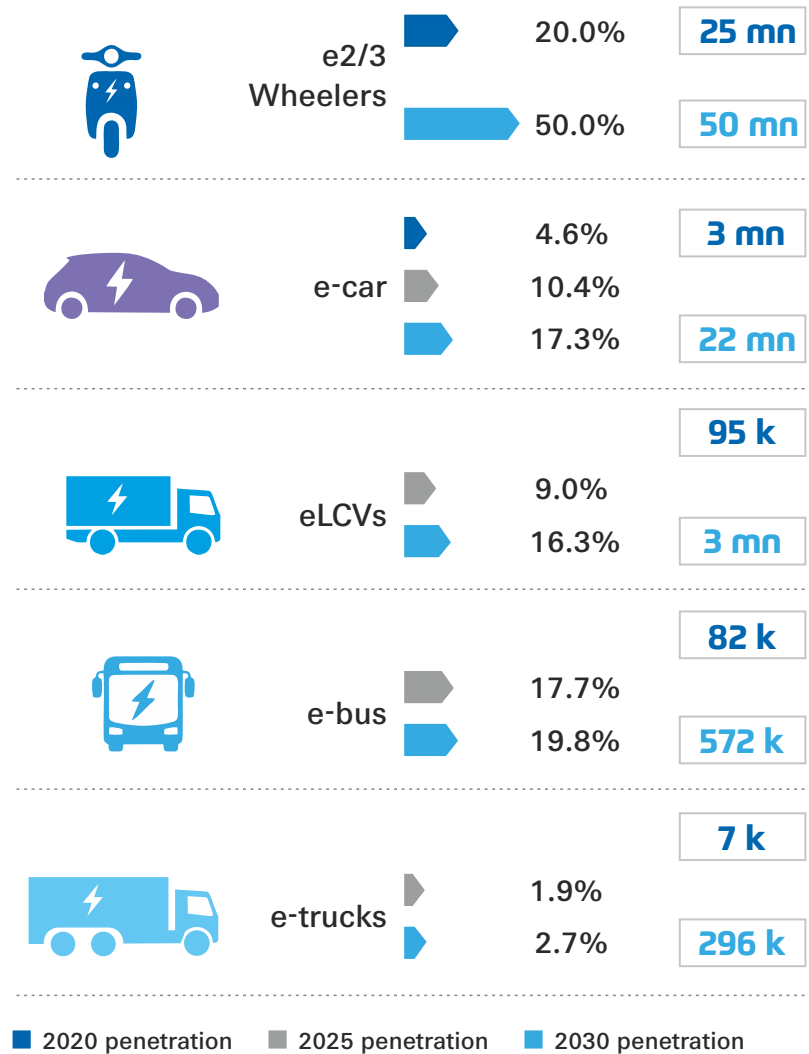 20.0% 25 mn
e2/3
Wheelers
50.0% 50 mn
4.6% 3 mn
e-car 10.4%
17.3% 22 mn
95 k
9.0%
eLCVs
16.3% 3 mn
82 k
17.7%
e-bus
19.8% 572 k
7 k
1.9%
e-trucks
2.7% 296 k
2020 penetration 2025 penetration 2030 penetration